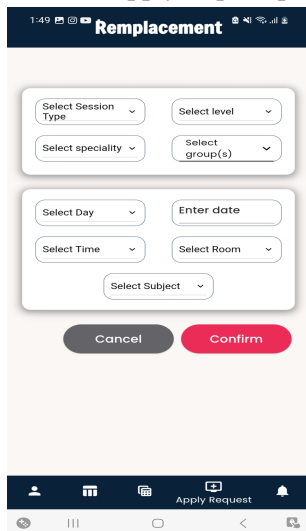 1:49
Remplacement
Select Session
Type
Select level
Select speciality
Select
group(s)
Select Day
Enter date
Select Time
Select Room
Select Subject
Cancel
Confirm
Apply Request